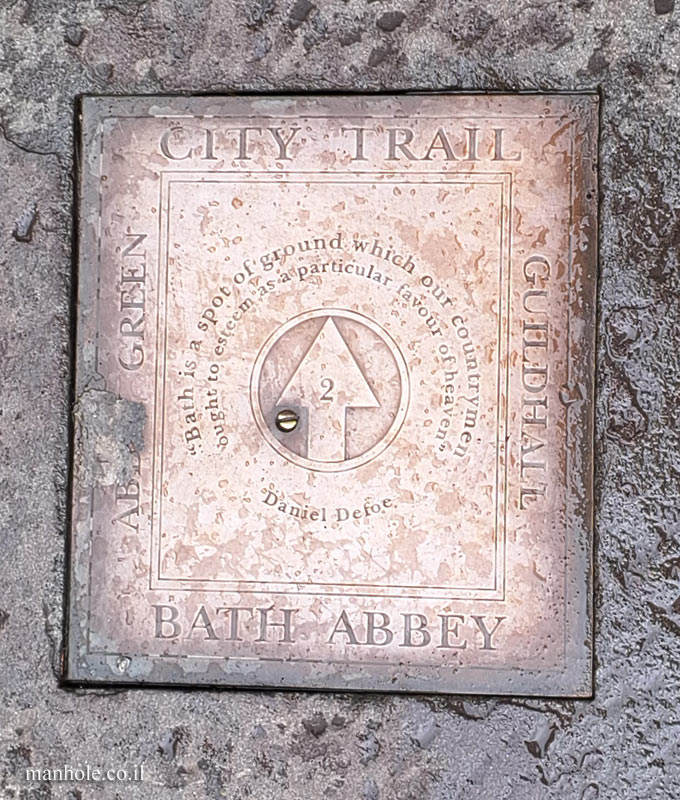 CITY TRAIL
GREEN
GUILDHALL
"Bath is a spot of ground which our countrymen
ought to esteem as a particular favour of heaven"
2
Daniel Defoe
BATH ABBEY
manhole.co.il